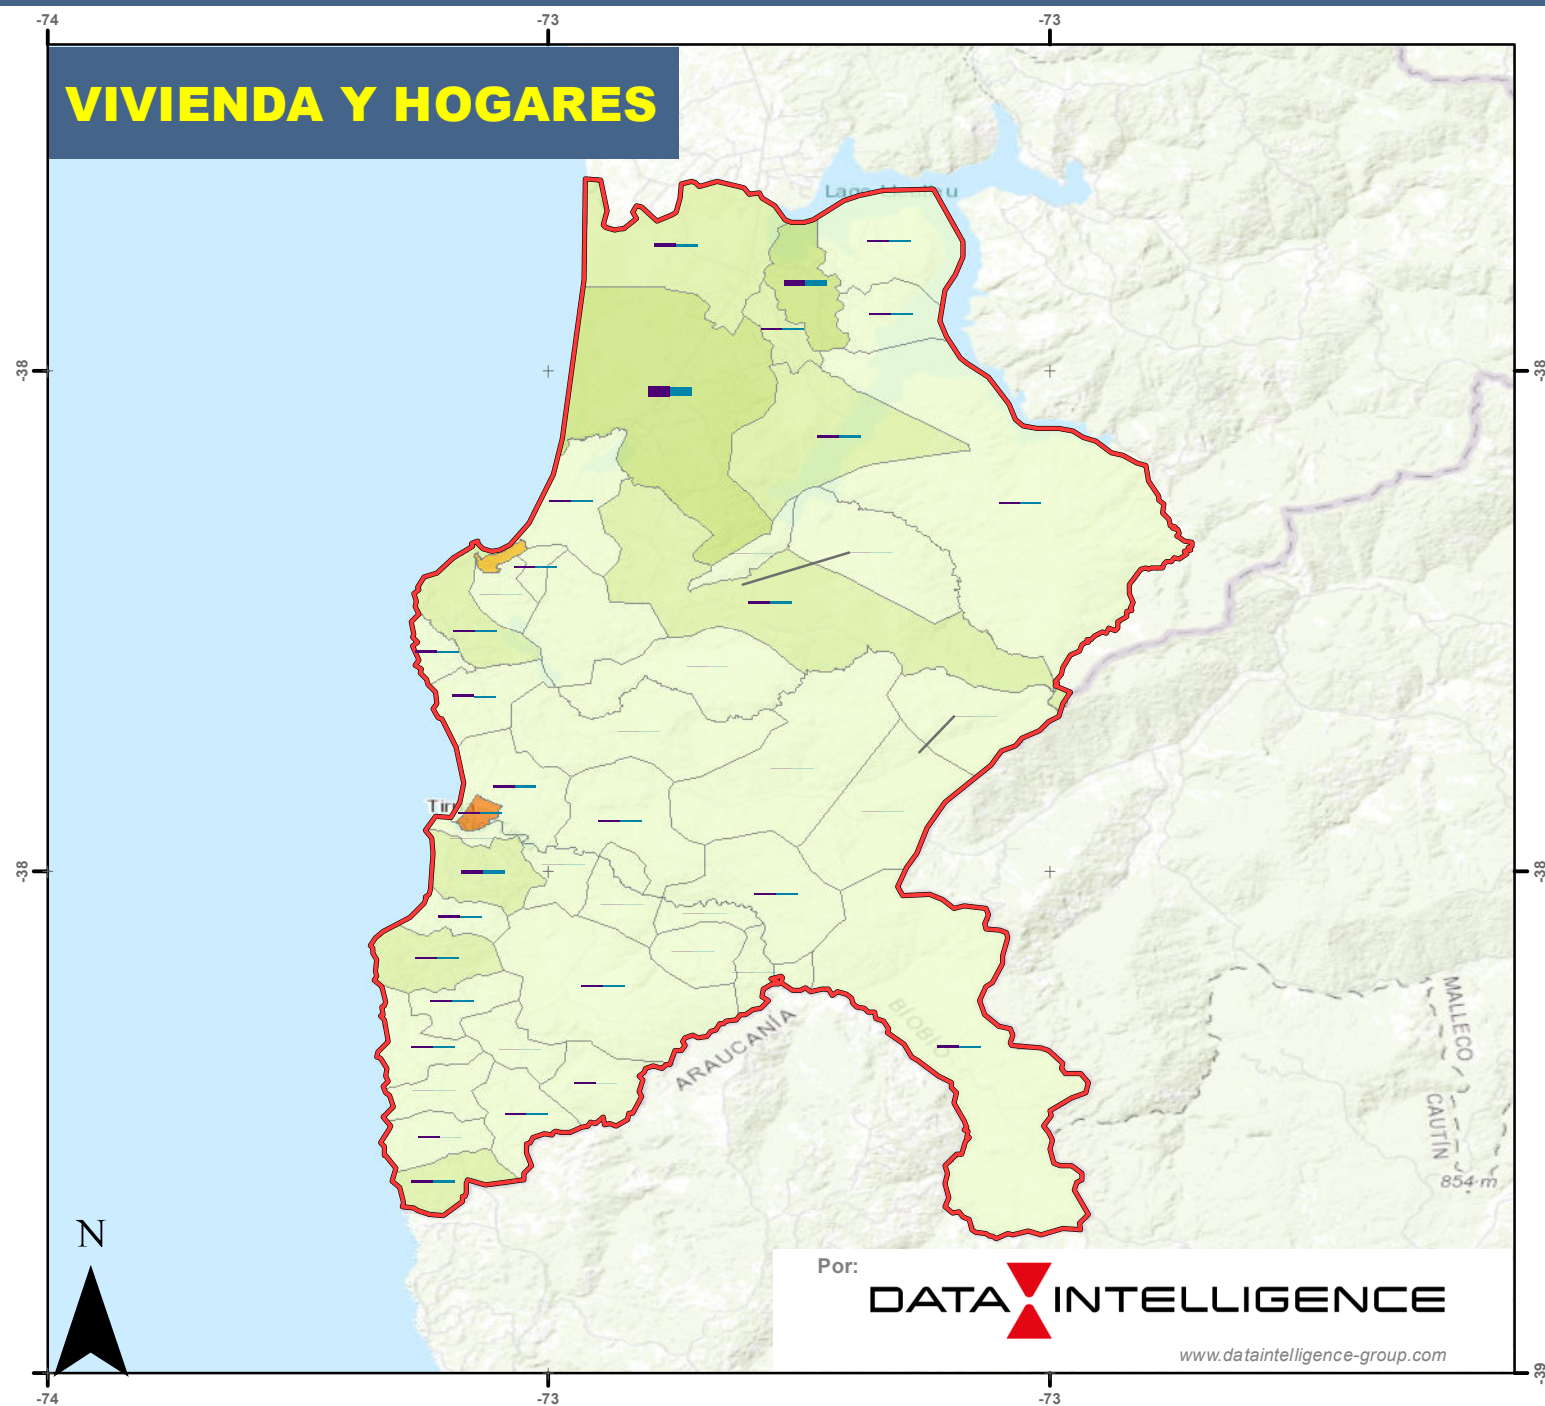 -74 -73 -73
VIVIENDA Y HOGARES
-38 -38
-38 -38
ARAUCANÍA
BIOBÍO
MALLECO
CAUTÍN
854 m
N
Por:
DATA INTELLIGENCE
www.dataintelligence-group.com
-39
-74 -73 -73